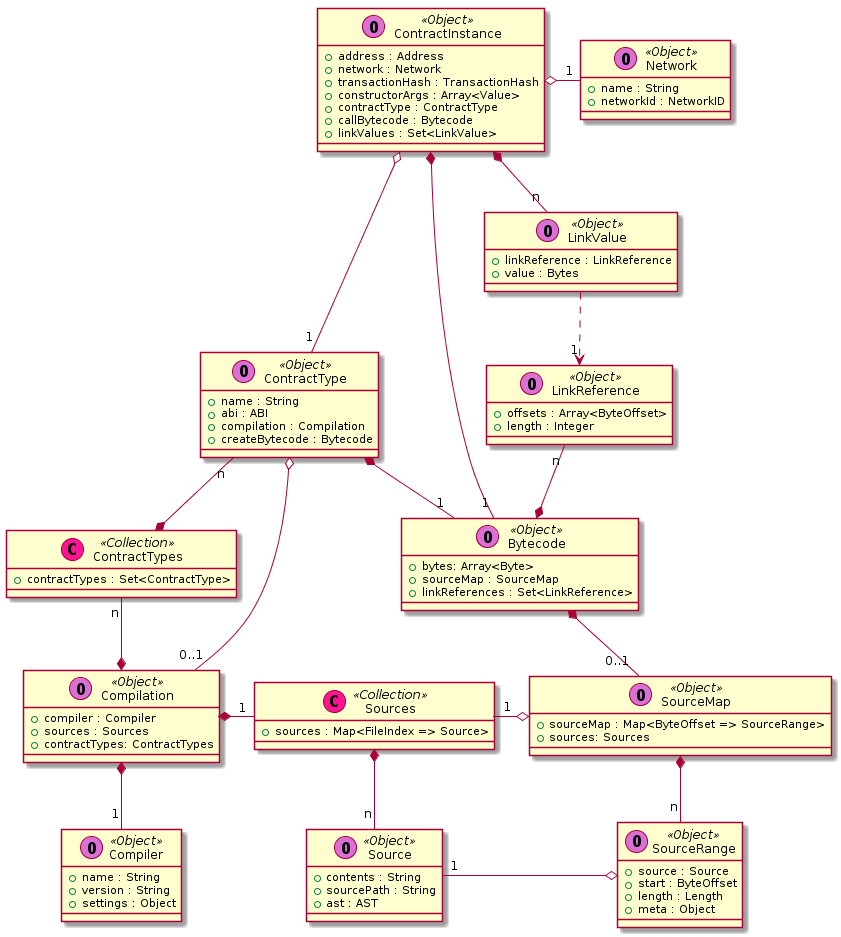 O «Object»
ContractInstance
address : Address
network : Network
transactionHash : TransactionHash
constructorArgs : Array<Value>
contractType : ContractType
callBytecode : Bytecode
linkValues : Set<LinkValue>
1
O «Object»
Network
name : String
networkId : NetworkID
n
O «Object»
LinkValue
linkReference : LinkReference
value : Bytes
1
1
O «Object»
ContractType
name : String
abi : ABI
compilation : Compilation
createBytecode : Bytecode
O «Object»
LinkReference
offsets : Array<ByteOffset>
length : Integer
n
n
1
1
C «Collection»
ContractTypes
contractTypes : Set<ContractType>
O «Object»
Bytecode
bytes: Array<Byte>
sourceMap : SourceMap
linkReferences : Set<LinkReference>
n
0..1
0..1
O «Object»
Compilation
compiler : Compiler
sources : Sources
contractTypes: ContractTypes
1
C «Collection»
Sources
sources : Map<FileIndex => Source>
1
O «Object»
SourceMap
sourceMap : Map<ByteOffset => SourceRange>
sources: Sources
1
n
n
O «Object»
Compiler
name : String
version : String
settings : Object
O «Object»
Source
contents : String
sourcePath : String
ast : AST
1
O «Object»
SourceRange
source : Source
start : ByteOffset
length : Length
meta : Object